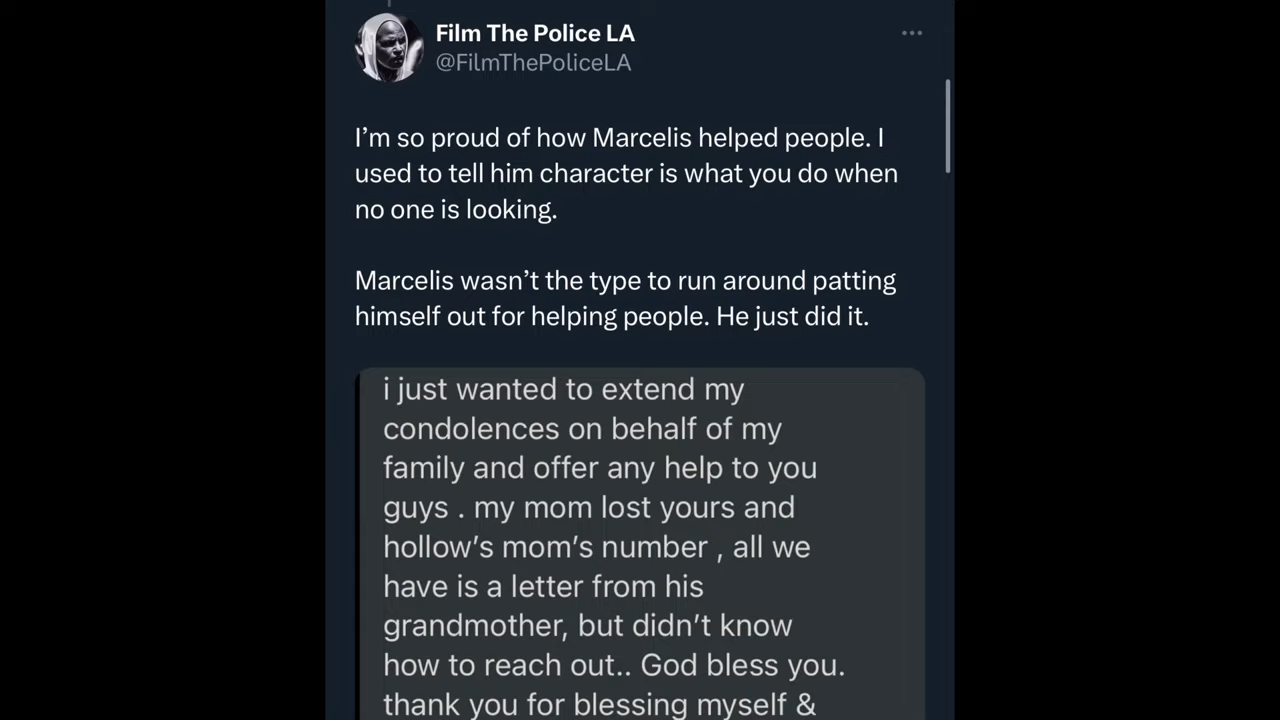 Film The Police LA
@FilmThePoliceLA
I’m so proud of how Marcelis helped people. I
used to tell him character is what you do when
no one is looking.
Marcelis wasn’t the type to run around patting
himself out for helping people. He just did it.
i just wanted to extend my
condolences on behalf of my
family and offer any help to you
guys . my mom lost yours and
hollow’s mom’s number , all we
have is a letter from his
grandmother, but didn’t know
how to reach out.. God bless you.
thank you for blessing myself &